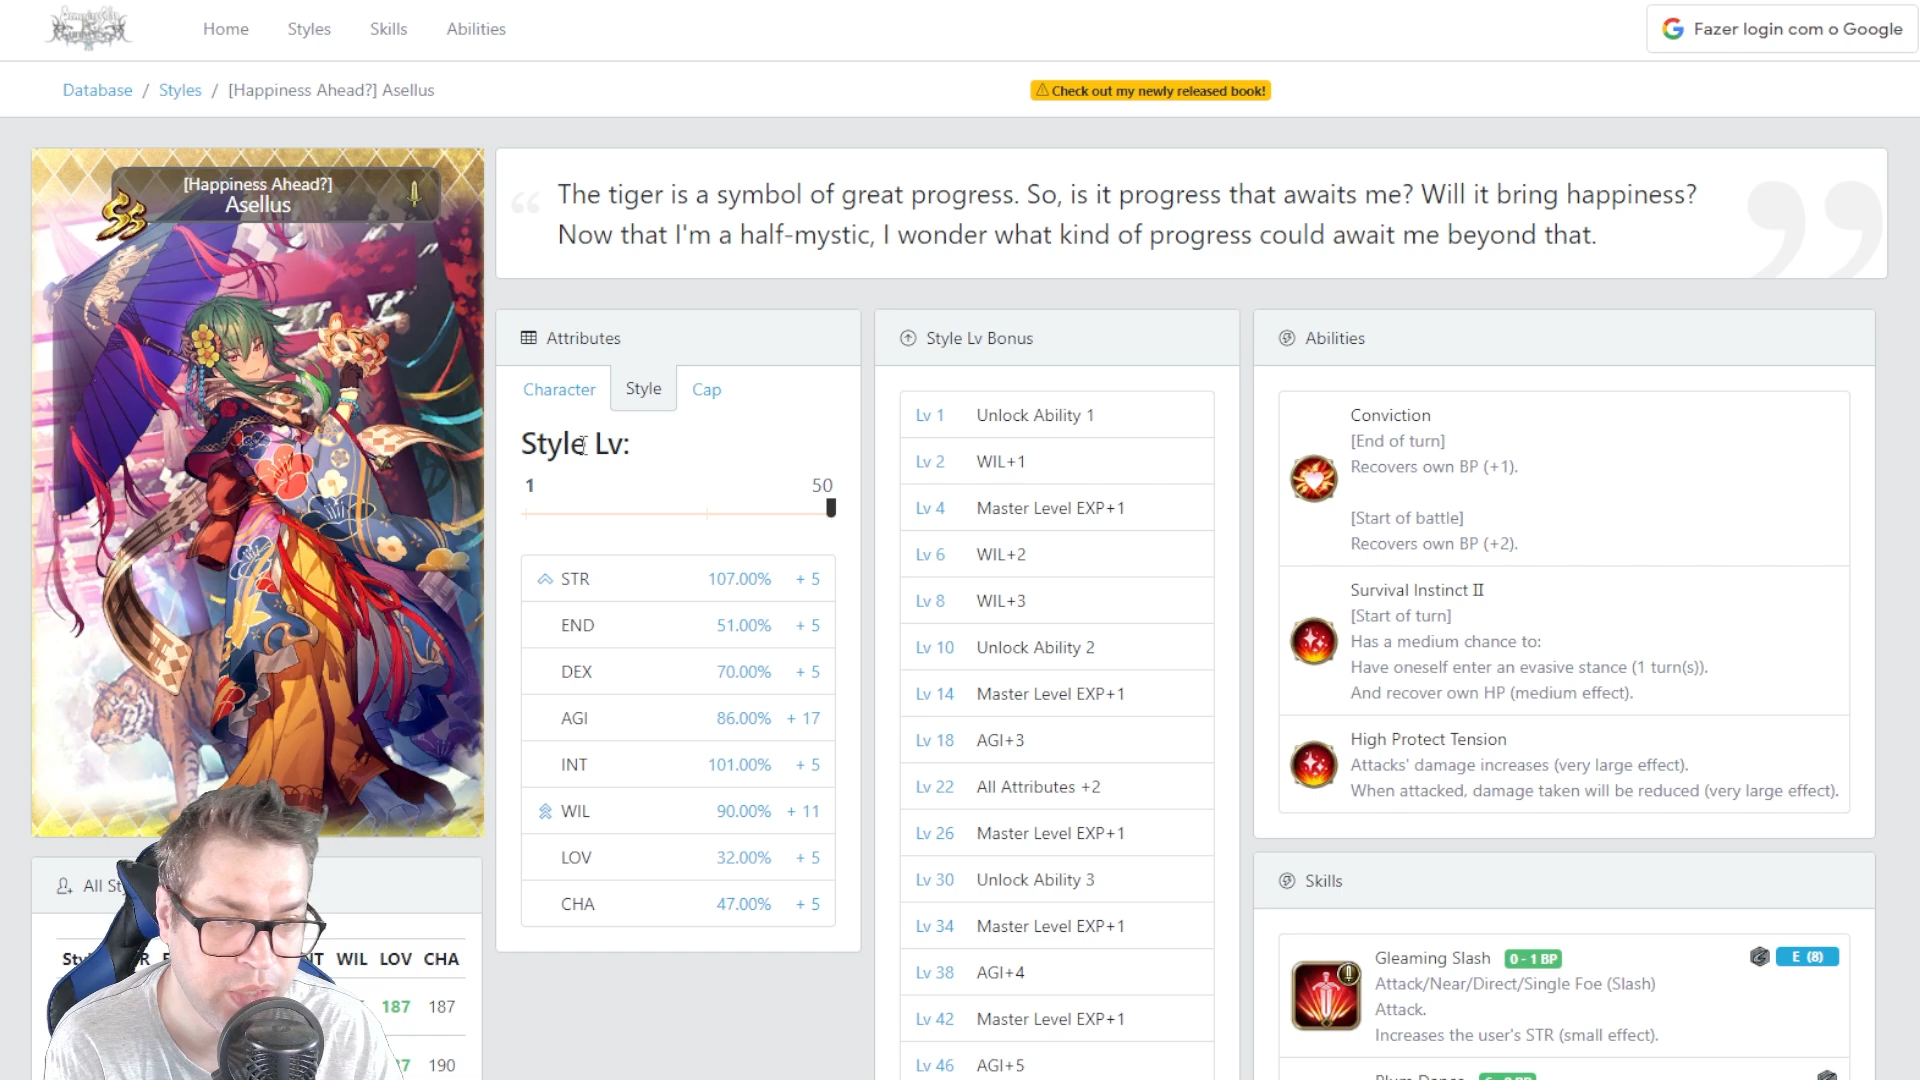 Home
Styles
Skills
Abilities
Fazer login com o Google
Database / Styles / [Happiness Ahead?] Asellus
Check out my newly released book!
[Happiness Ahead?]
Asellus
SS
The tiger is a symbol of great progress. So, is it progress that awaits me? Will it bring happiness?
Now that I'm a half-mystic, I wonder what kind of progress could await me beyond that.
Attributes
Character
Style
Cap
Style Lv:
1
50
STR 107.00% + 5
END 51.00% + 5
DEX 70.00% + 5
AGI 86.00% + 17
INT 101.00% + 5
WIL 90.00% + 11
LOV 32.00% + 5
CHA 47.00% + 5
Style Lv Bonus
Lv 1 Unlock Ability 1
Lv 2 WIL+1
Lv 4 Master Level EXP+1
Lv 6 WIL+2
Lv 8 WIL+3
Lv 10 Unlock Ability 2
Lv 14 Master Level EXP+1
Lv 18 AGI+3
Lv 22 All Attributes +2
Lv 26 Master Level EXP+1
Lv 30 Unlock Ability 3
Lv 34 Master Level EXP+1
Lv 38 AGI+4
Lv 42 Master Level EXP+1
Lv 46 AGI+5
Abilities
Conviction
[End of turn]
Recovers own BP (+1).
[Start of battle]
Recovers own BP (+2).
Survival Instinct II
[Start of turn]
Has a medium chance to:
Have oneself enter an evasive stance (1 turn(s)).
And recover own HP (medium effect).
High Protect Tension
Attacks' damage increases (very large effect).
When attacked, damage taken will be reduced (very large effect).
Skills
Gleaming Slash 0 - 1 BP E (8)
Attack/Near/Direct/Single Foe (Slash)
Attack.
Increases the user's STR (small effect).
All
WIL LOV CHA
187 187
190